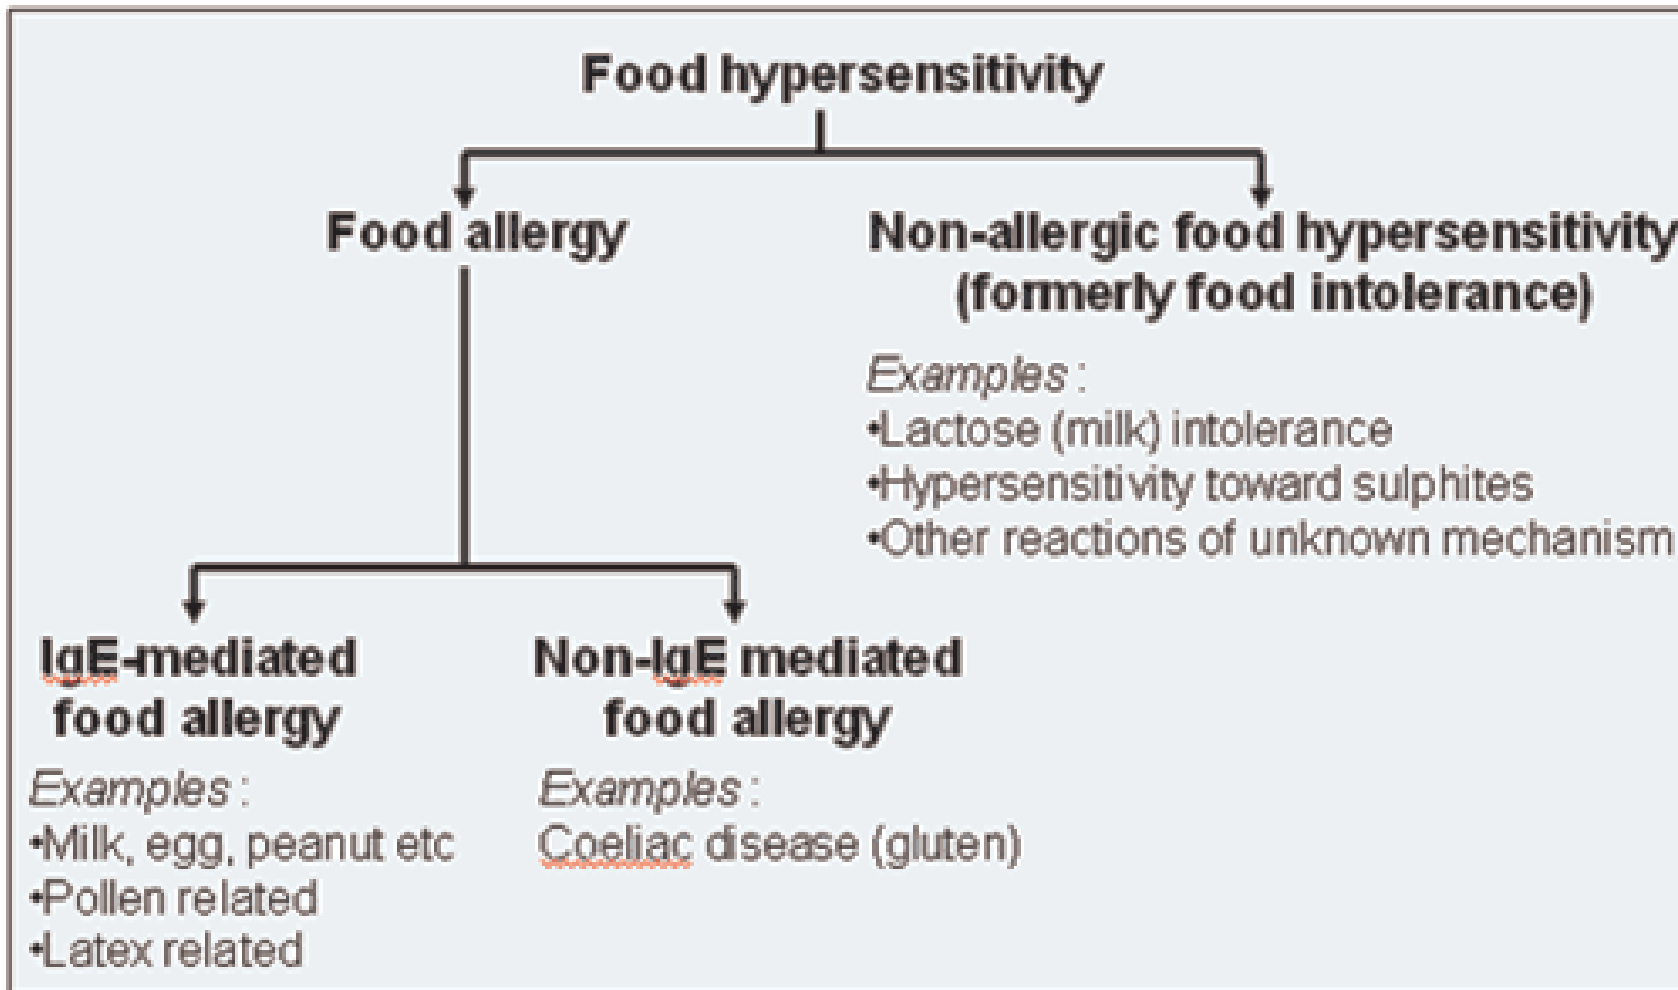 Food hypersensitivity
Food allergy
Non-allergic food hypersensitivity
(formerly food intolerance)
Examples :
•Lactose (milk) intolerance
•Hypersensitivity toward sulphites
•Other reactions of unknown mechanism
IgE-mediated
food allergy
Examples :
•Milk, egg, peanut etc
•Pollen related
•Latex related
Non-IgE mediated
food allergy
Examples :
Coeliac disease (gluten)